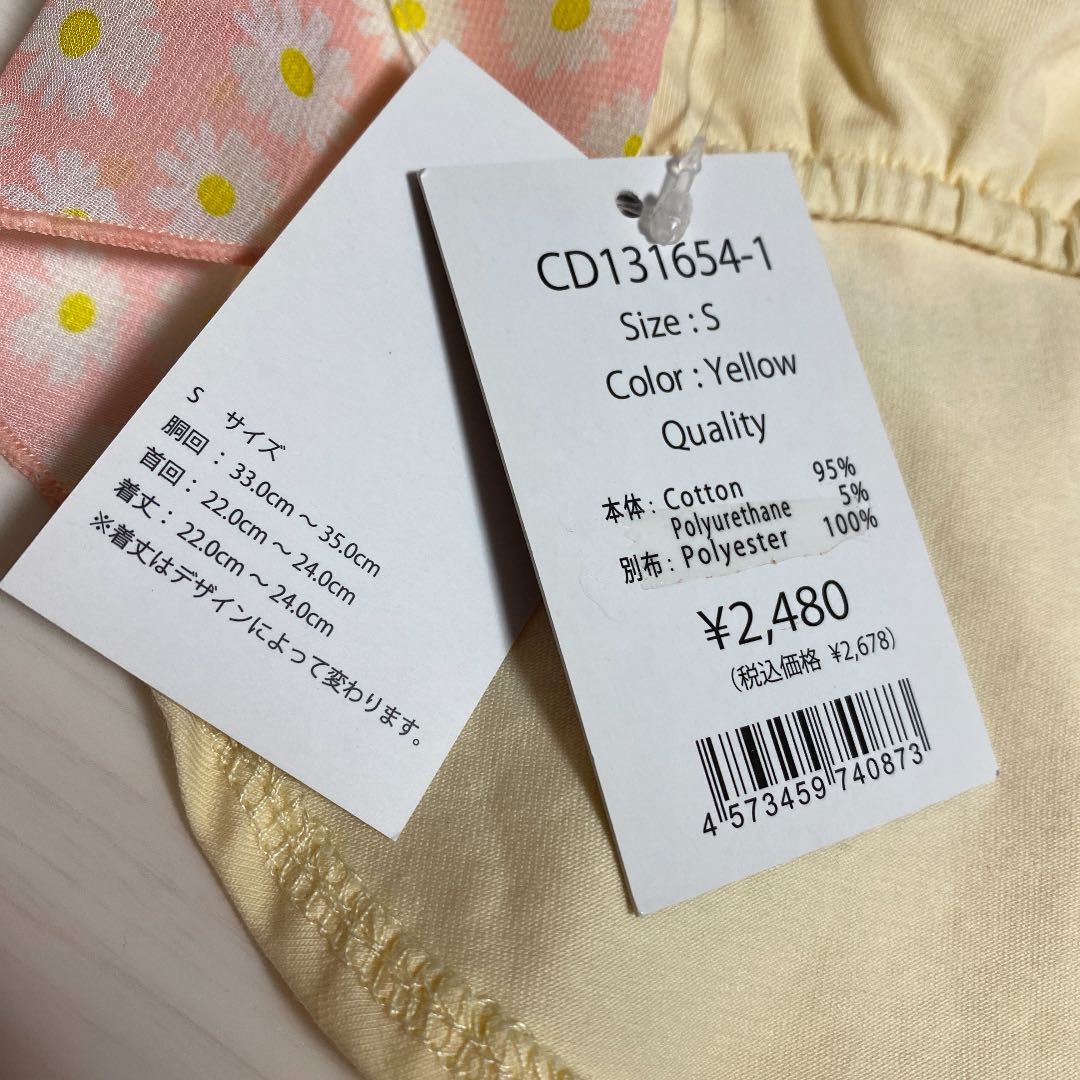 S サイズ
胴回 : 33.0cm ～ 35.0cm
首回 : 22.0cm ～ 24.0cm
着丈 : 22.0cm ～ 24.0cm
※着丈はデザインによって変わります。
CD131654-1
Size : S
Color : Yellow
Quality
本体 : Cotton 95%
Polyurethane 5%
別布 : Polyester 100%
¥2,480
(税込価格 ¥2,678)
4 573459 740873